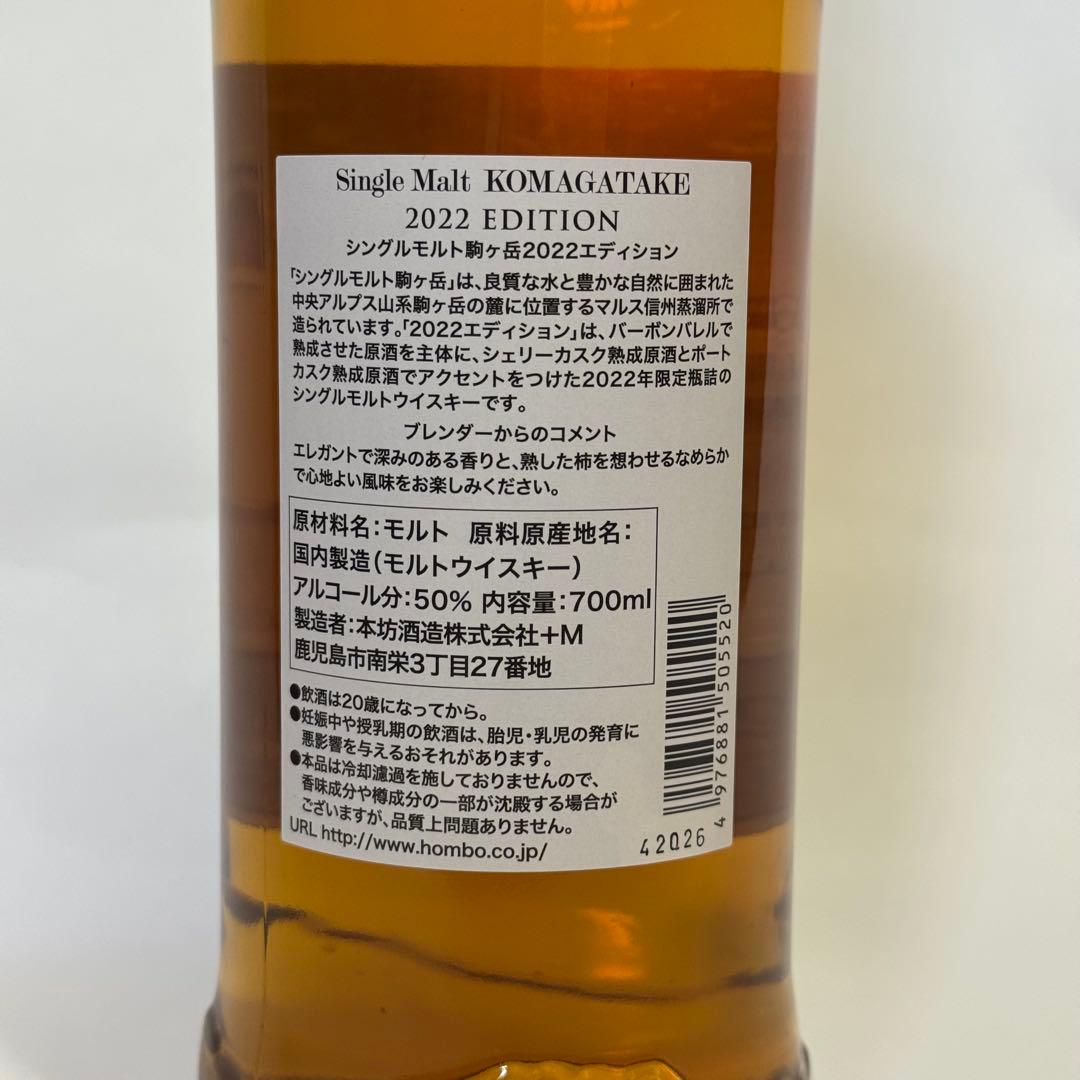 Single Malt KOMAGATAKE
2022 EDITION
シングルモルト駒ヶ岳2022エディション
「シングルモルト駒ヶ岳」は、良質な水と豊かな自然に囲まれた
中央アルプス山系駒ヶ岳の麓に位置するマルス信州蒸溜所で
造られています。「2022エディション」は、バーボンバレルで
熟成させた原酒を主体に、シェリーカスク熟成原酒とポート
カスク熟成原酒でアクセントをつけた2022年限定瓶詰の
シングルモルトウイスキーです。
ブレンダーからのコメント
エレガントで深みのある香りと、熟した柿を想わせるなめらか
で心地よい風味をお楽しみください。
原材料名:モルト 原料原産地名:
国内製造(モルトウイスキー)
アルコール分:50% 内容量:700ml
製造者:本坊酒造株式会社+M
鹿児島市南栄3丁目27番地
●飲酒は20歳になってから。
●妊娠中や授乳期の飲酒は、胎児・乳児の発育に
悪影響を与えるおそれがあります。
●本品は冷却濾過を施しておりませんので、
香味成分や樽成分の一部が沈殿する場合が
ございますが、品質上問題ありません。
URL http://www.hombo.co.jp/
4 976881 505520
42026